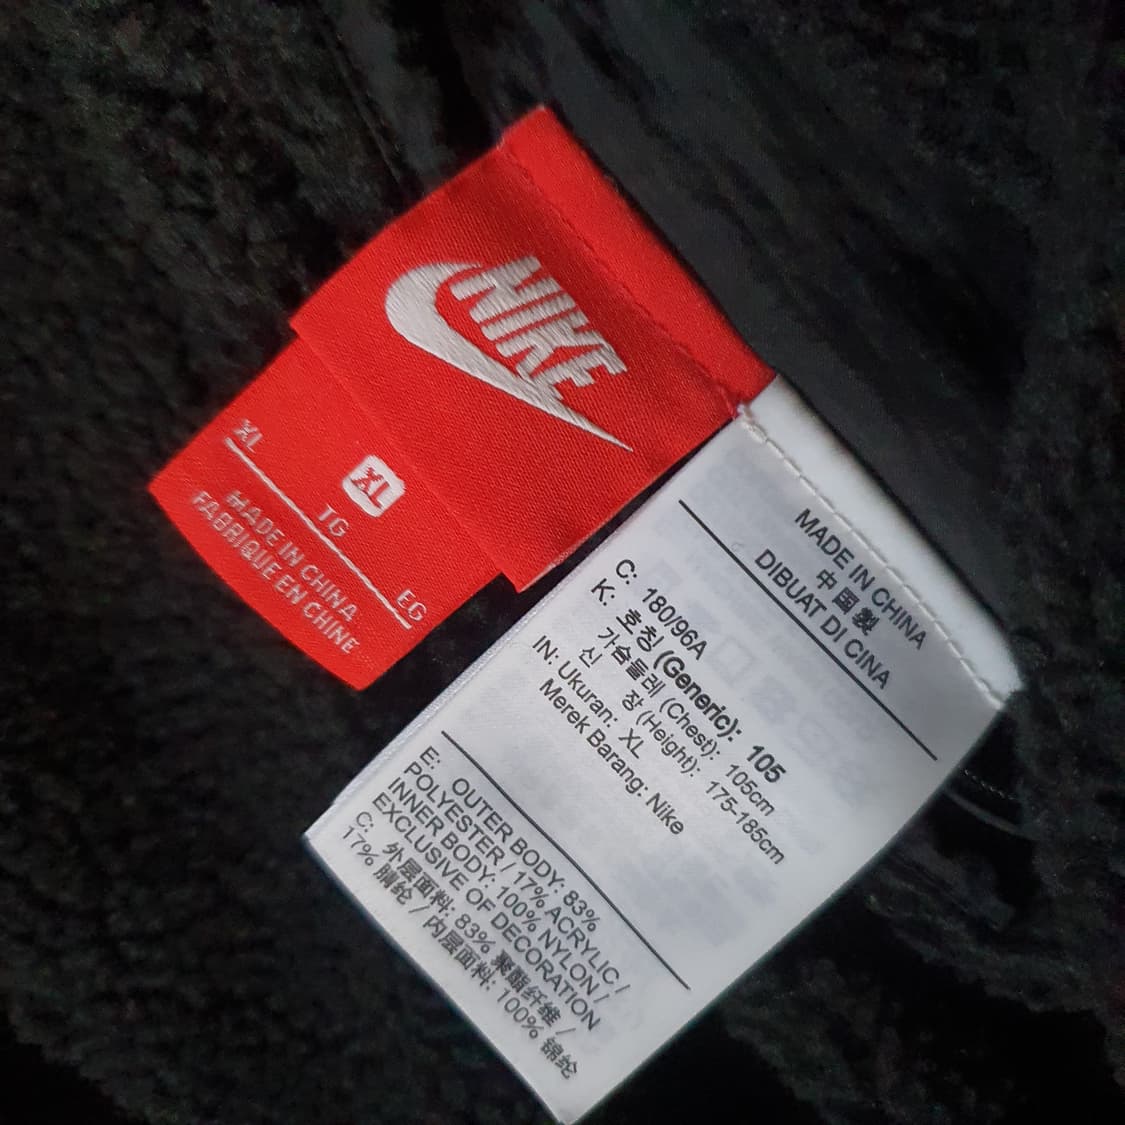 NIKE
XL
XL
TG
EG
MADE IN CHINA
FABRIQUE EN CHINE
MADE IN CHINA
中国製
DIBUAT DI CINA
C: 180/96A
K: 호칭 (Generic): 105
가슴둘레 (Chest): 105cm
신 장 (Height): 175-185cm
IN: Ukuran: XL
Merek Barang: Nike
E: OUTER BODY: 83%
POLYESTER / 17% ACRYLIC /
INNER BODY: 100% NYLON /
EXCLUSIVE OF DECORATION
C: 外层面料: 83% 聚酯纤维 /
17% 腈纶 / 内层面料: 100% 锦纶